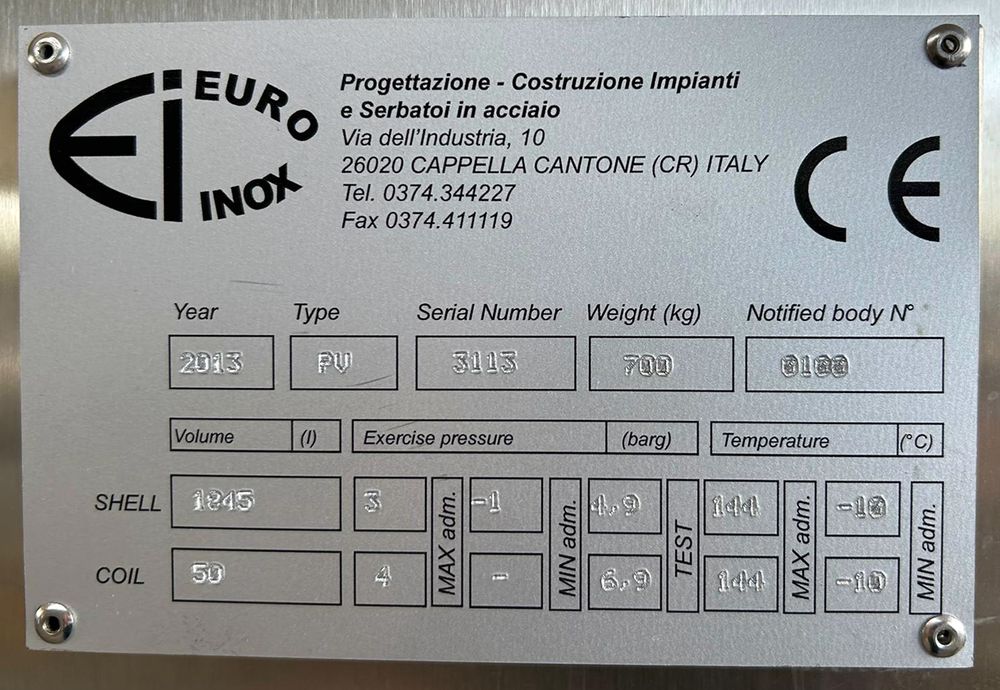 EURO
INOX
Progettazione - Costruzione Impianti
e Serbatoi in acciaio
Via dell'Industria, 10
26020 CAPPELLA CANTONE (CR) ITALY
Tel. 0374.344227
Fax 0374.411119
CE
Year Type Serial Number Weight (kg) Notified body N°
2013 PV 3113 700 0100
Volume (l) Exercise pressure (barg) Temperature (°C)
SHELL 1845 3 MAX adm. -1 MIN adm. 4,9 TEST 144 MAX adm. -10 MIN adm.
COIL 50 4 - 6,9 144 -10